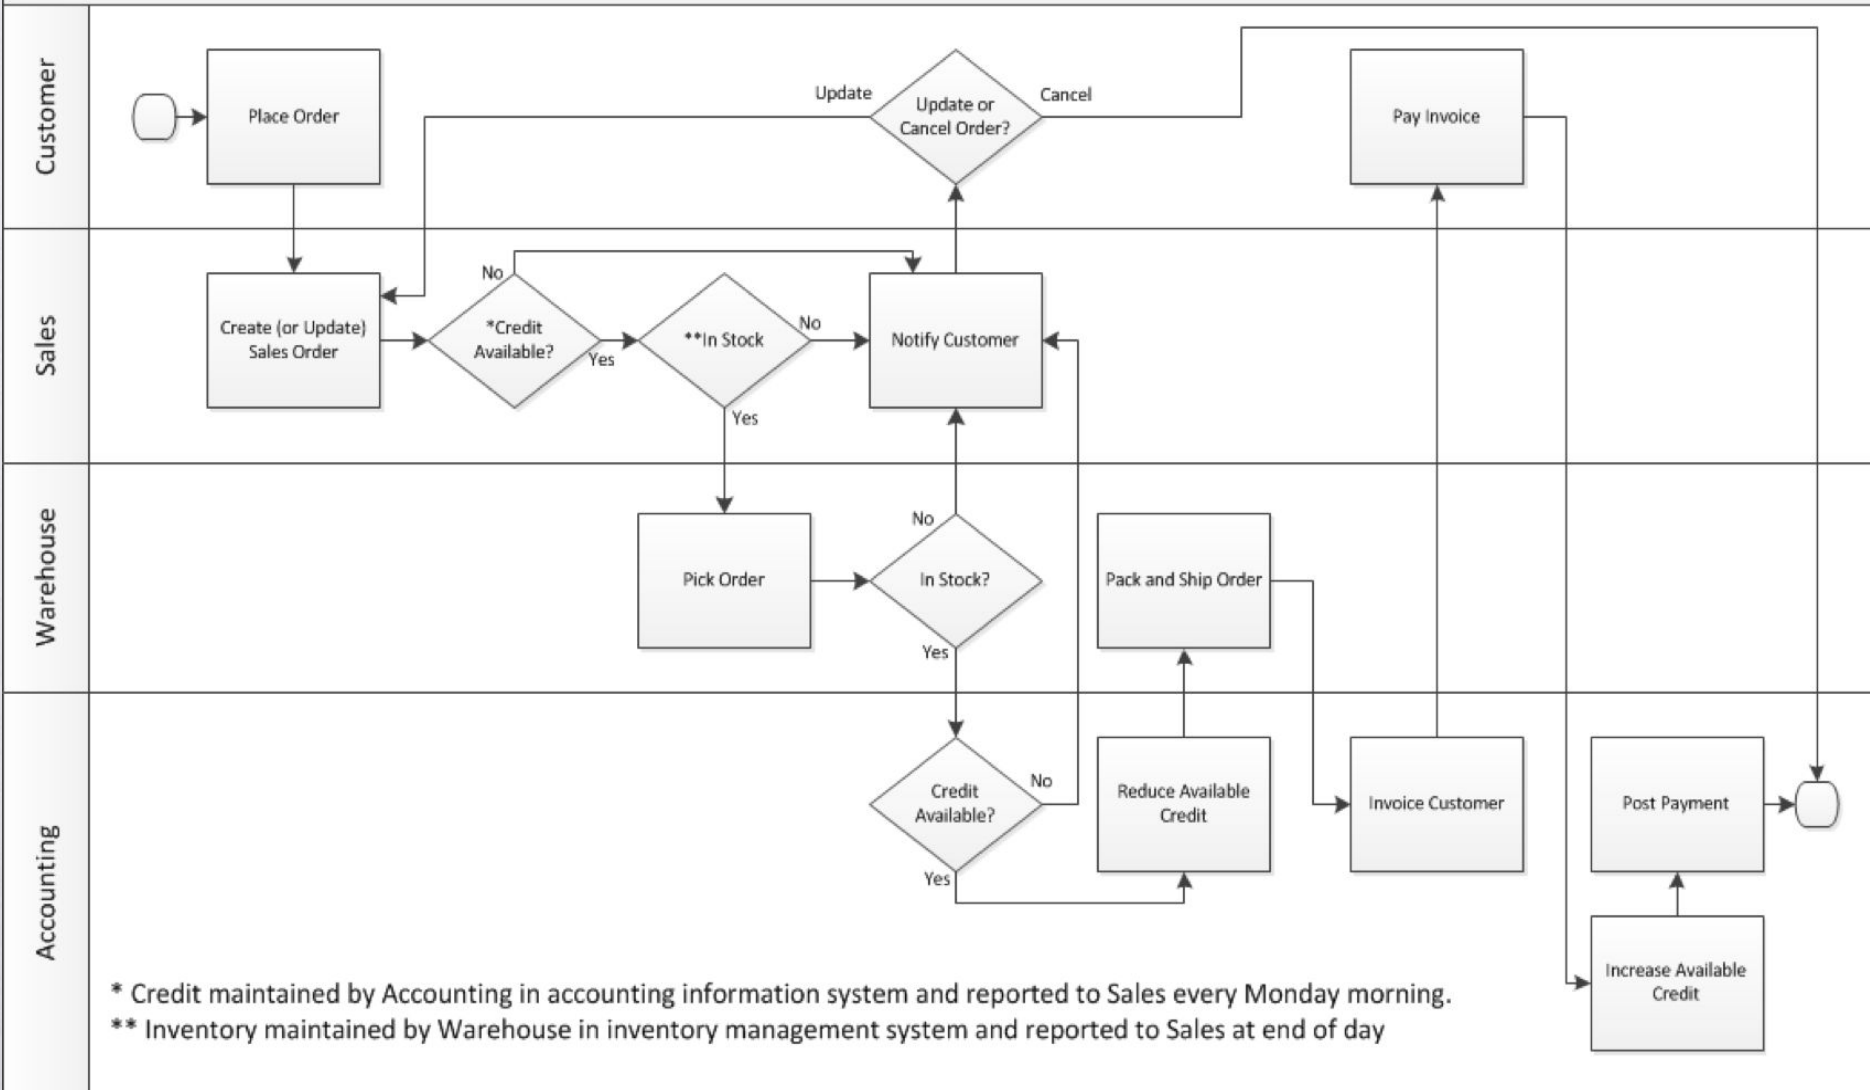 Customer
Place Order
Update
Update or
Cancel Order?
Cancel
Pay Invoice
Sales
Create (or Update)
Sales Order
No
*Credit
Available?
Yes
**In Stock
No
Yes
Notify Customer
Warehouse
Pick Order
No
In Stock?
Yes
Pack and Ship Order
Accounting
Credit
Available?
No
Yes
Reduce Available
Credit
Invoice Customer
Post Payment
Increase Available
Credit
* Credit maintained by Accounting in accounting information system and reported to Sales every Monday morning.
** Inventory maintained by Warehouse in inventory management system and reported to Sales at end of day